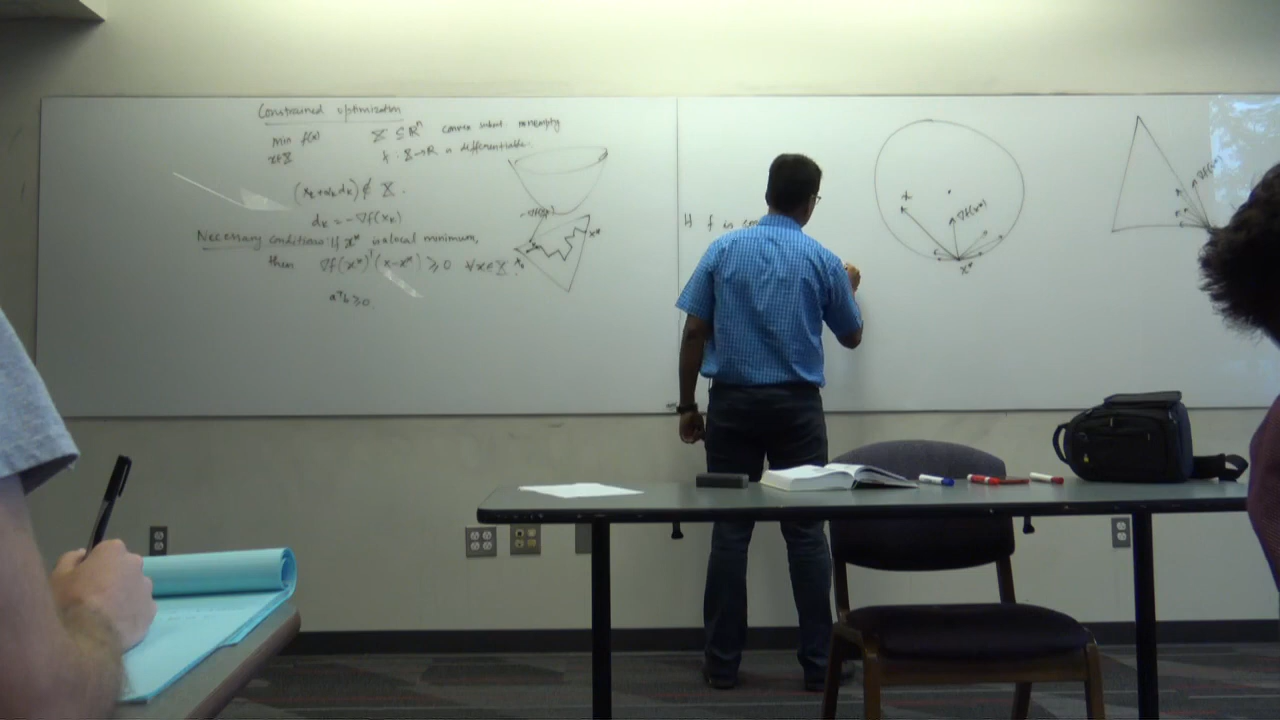 Constrained optimization
min f(x) X ⊆ ℝⁿ convex subset nonempty
x∈X f : X→ℝ is differentiable
(xₖ+αₖdₖ) ∉ X.
dₖ = -∇f(xₖ)
Necessary conditions: If x* is a local minimum,
then ∇f(x*)ᵀ(x-x*) ≥ 0 ∀x∈X.
aᵀb ≥ 0
x*
xₖ
If f is
x
∇f(x*)
x*
∇f(x*)